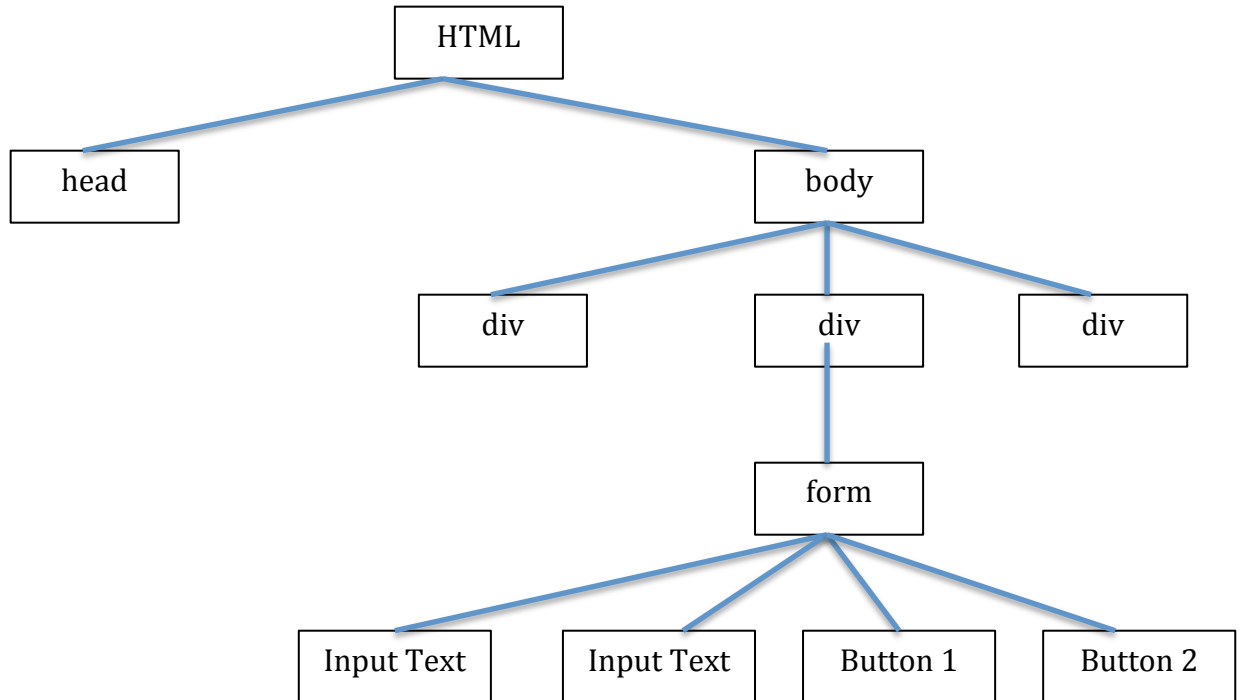 HTML
head
body
div
div
div
form
Input Text
Input Text
Button 1
Button 2